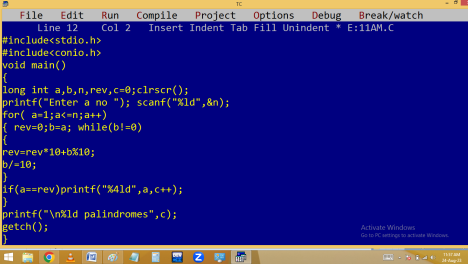 TC
File Edit Run Compile Project Options Debug Break/watch
Line 12 Col 2 Insert Indent Tab Fill Unindent * E:11AM.C
#include<stdio.h>
#include<conio.h>
void main()
{
long int a,b,n,rev,c=0;clrscr();
printf("Enter a no "); scanf("%ld",&n);
for( a=1;a<=n;a++)
{ rev=0;b=a; while(b!=0)
{
rev=rev*10+b%10;
b/=10;
}
if(a==rev)printf("%4ld",a,c++);
}
printf("\n%ld palindromes",c);
getch();
}
Activate Windows
Go to PC settings to activate Windows.